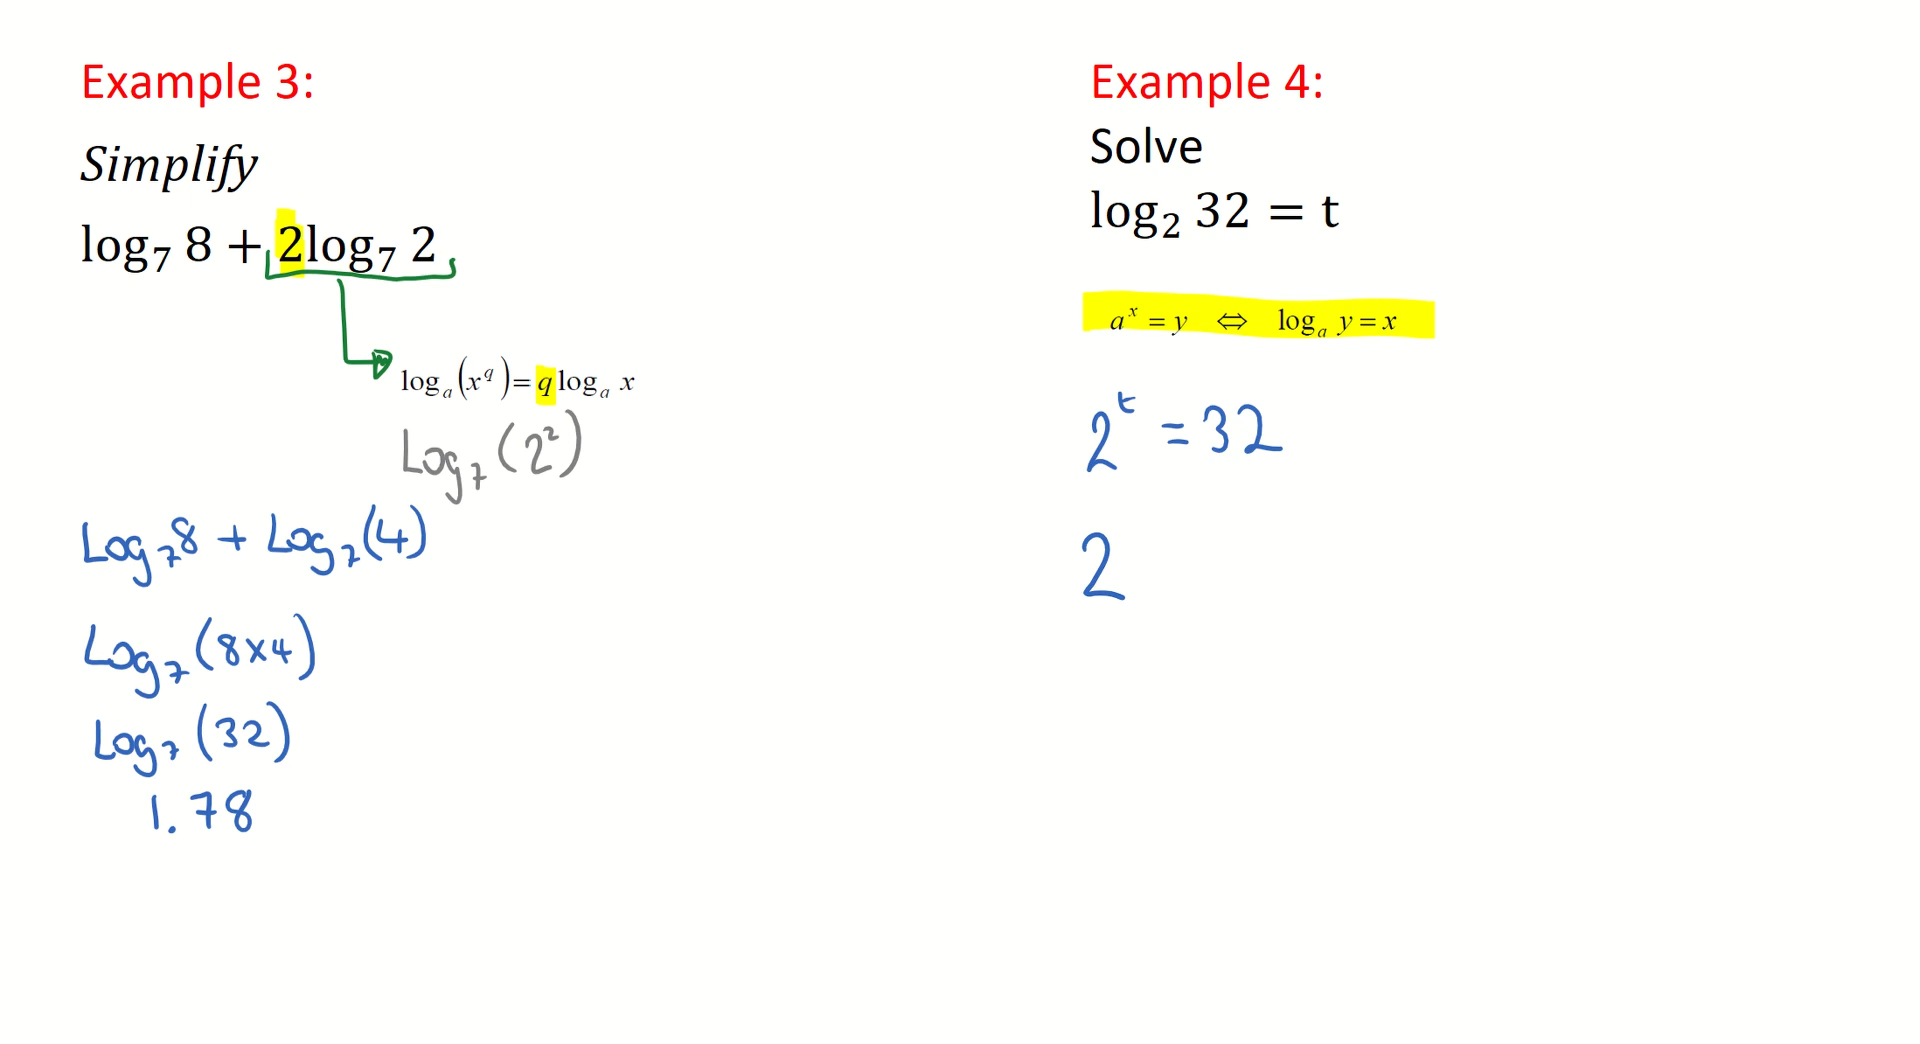 Example 3:
Simplify
log₇ 8 + 2log₇ 2
logₐ(x^q) = q logₐ x
Log₇(2²)
Log₇8 + Log₇(4)
Log₇(8×4)
Log₇(32)
1.78
Example 4:
Solve
log₂ 32 = t
a^x = y ⇔ logₐ y = x
2^t = 32
2